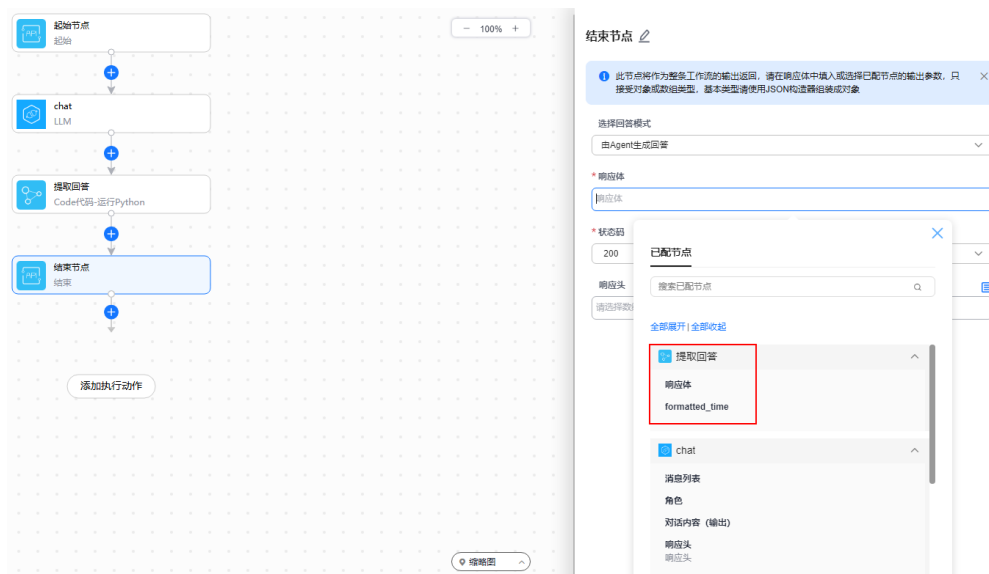 起始节点
起始
100%
chat
LLM
提取回答
Code代码-运行Python
结束节点
结束
添加执行动作
缩略图
结束节点
此节点将作为整条工作流的输出返回，请在响应体中填入或选择已配节点的输出参数，只
接受对象或数组类型，基本类型请使用JSON构造器组装成对象
选择回答模式
由Agent生成回答
*响应体
响应体
*状态码
200
响应头
请选择数
已配节点
搜索已配节点
全部展开|全部收起
提取回答
响应体
formatted_time
chat
消息列表
角色
对话内容（输出）
响应头
响应头